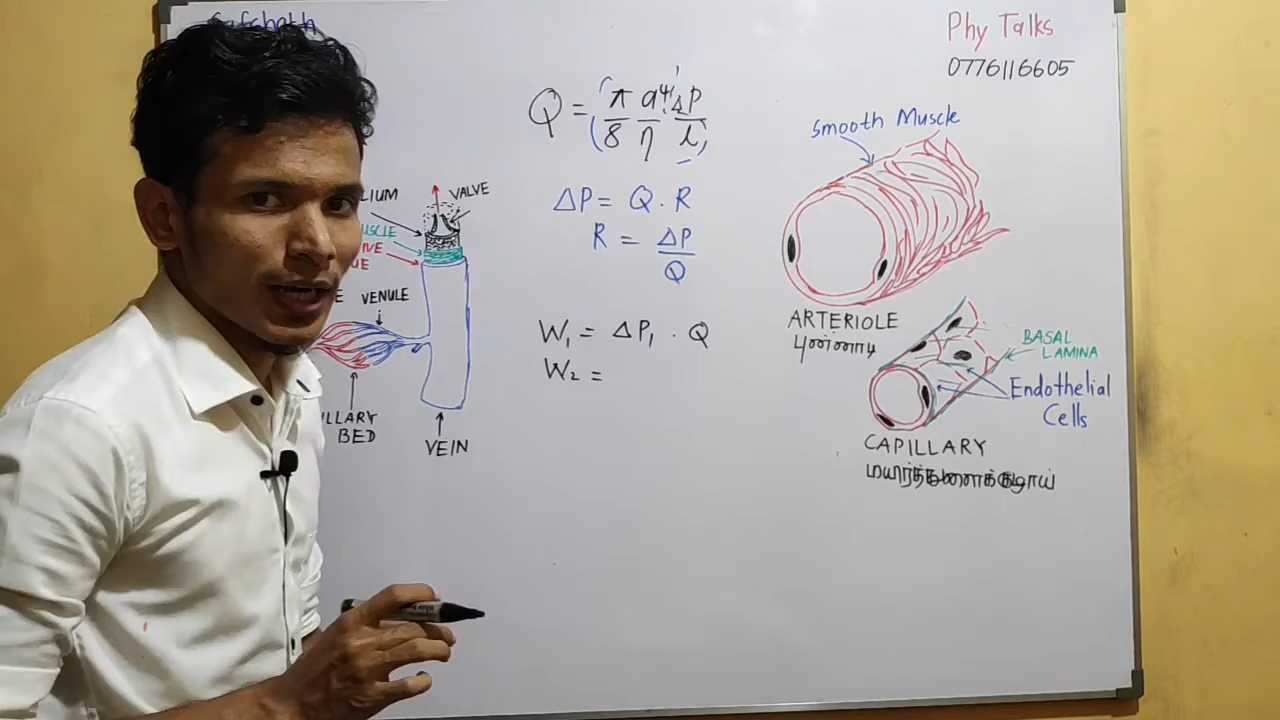 Phy Talks
0776116605
Q = (π/8 a⁴/η ΔP/l)
ΔP = Q . R
R = ΔP/Q
W₁ = ΔP₁ . Q
W₂ =
LIUM
VALVE
VENULE
BED
VEIN
Smooth Muscle
ARTERIOLE
புன்னாடி
BASAL
LAMINA
Endothelial
Cells
CAPILLARY
மயிர்த்துளைக்குழாய்